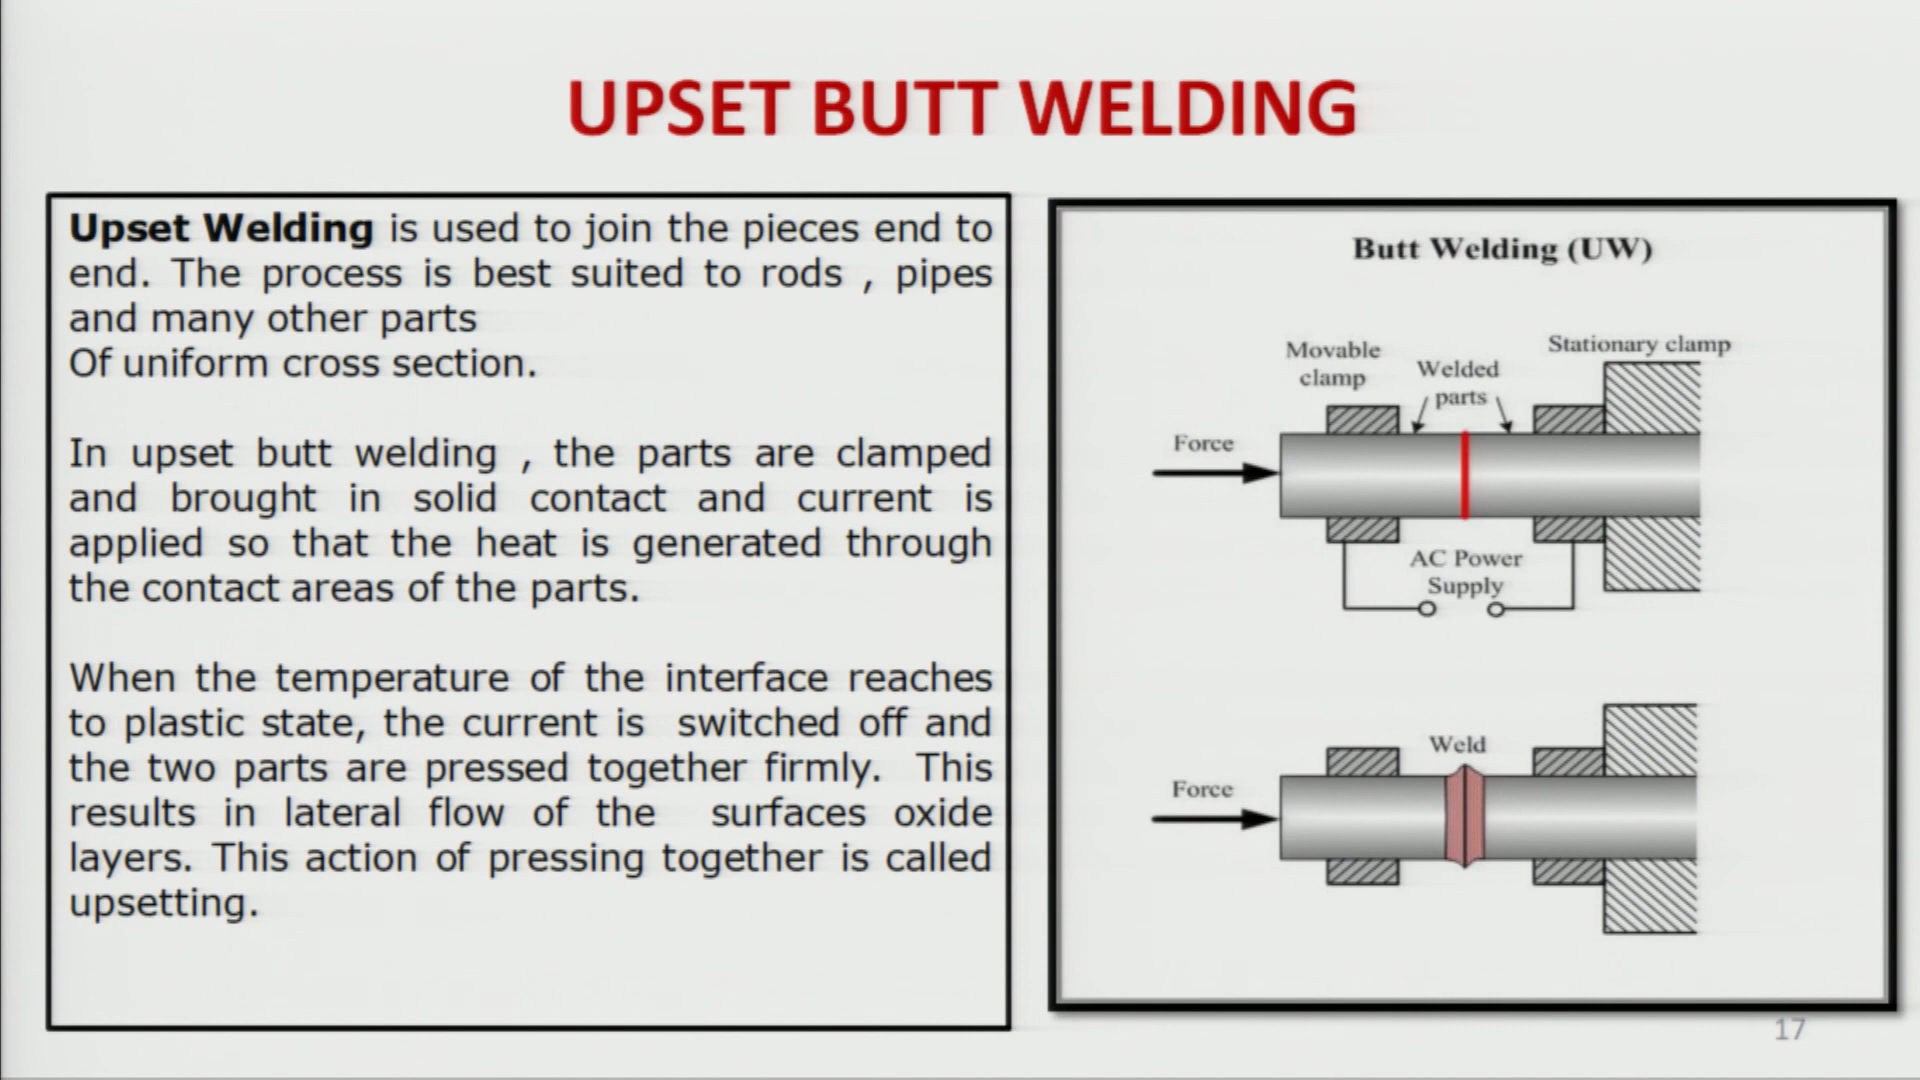 UPSET BUTT WELDING
Upset Welding is used to join the pieces end to
end. The process is best suited to rods , pipes
and many other parts
Of uniform cross section.
In upset butt welding , the parts are clamped
and brought in solid contact and current is
applied so that the heat is generated through
the contact areas of the parts.
When the temperature of the interface reaches
to plastic state, the current is switched off and
the two parts are pressed together firmly. This
results in lateral flow of the surfaces oxide
layers. This action of pressing together is called
upsetting.
Butt Welding (UW)
Movable
clamp
Welded
parts
Stationary clamp
Force
AC Power
Supply
Weld
Force
17